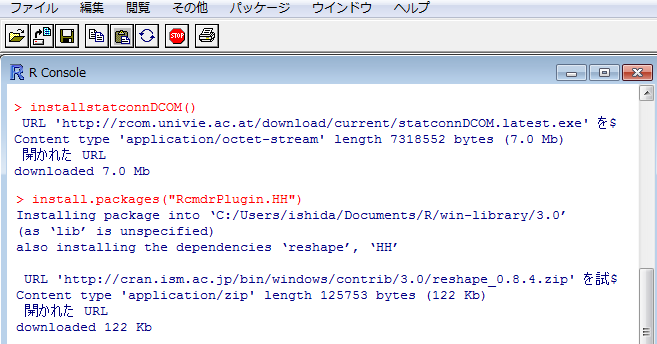 ファイル 編集 閲覧 その他 パッケージ ウインドウ ヘルプ
STOP
R R Console
> installstatconnDCOM()
URL 'http://rcom.univie.ac.at/download/current/statconnDCOM.latest.exe' を$
Content type 'application/octet-stream' length 7318552 bytes (7.0 Mb)
開かれた URL
downloaded 7.0 Mb
> install.packages("RcmdrPlugin.HH")
Installing package into ‘C:/Users/ishida/Documents/R/win-library/3.0’
(as ‘lib’ is unspecified)
also installing the dependencies ‘reshape’, ‘HH’
URL 'http://cran.ism.ac.jp/bin/windows/contrib/3.0/reshape_0.8.4.zip' を試$
Content type 'application/zip' length 125753 bytes (122 Kb)
開かれた URL
downloaded 122 Kb